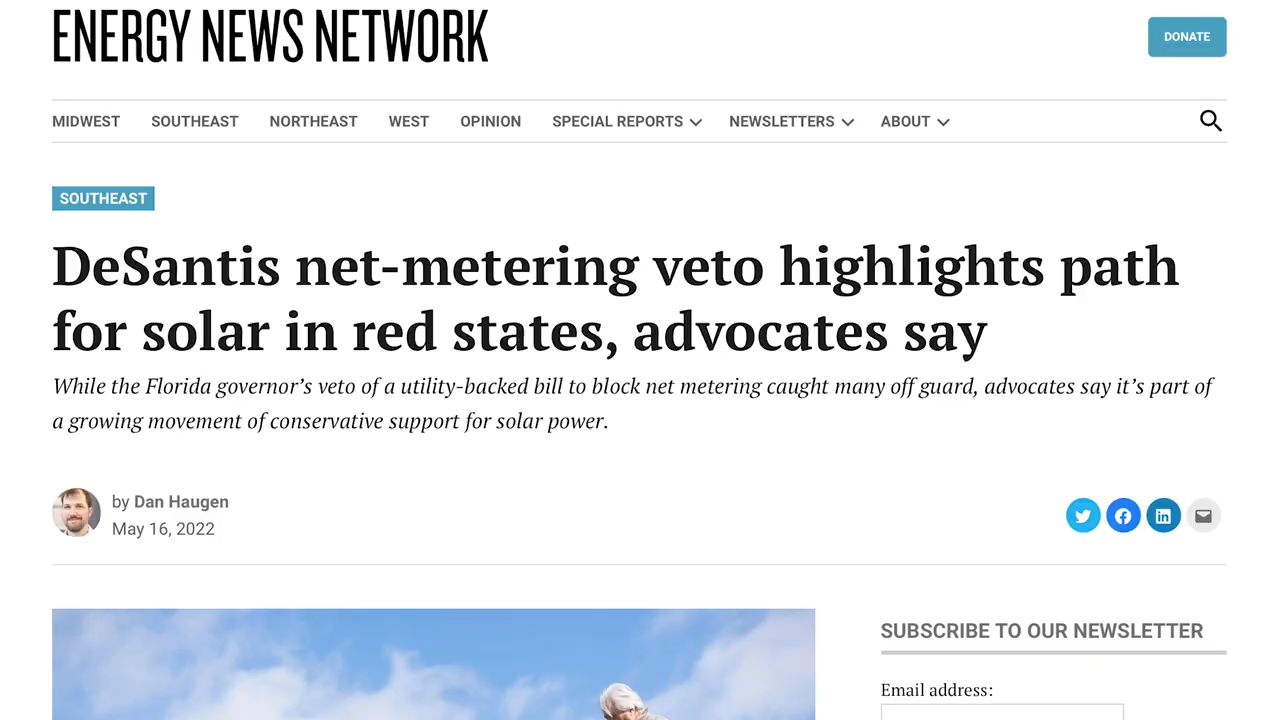 ENERGY NEWS NETWORK
DONATE
MIDWEST SOUTHEAST NORTHEAST WEST OPINION SPECIAL REPORTS NEWSLETTERS ABOUT
SOUTHEAST
DeSantis net-metering veto highlights path
for solar in red states, advocates say
While the Florida governor’s veto of a utility-backed bill to block net metering caught many off guard, advocates say it’s part of
a growing movement of conservative support for solar power.
by Dan Haugen
May 16, 2022
SUBSCRIBE TO OUR NEWSLETTER
Email address: